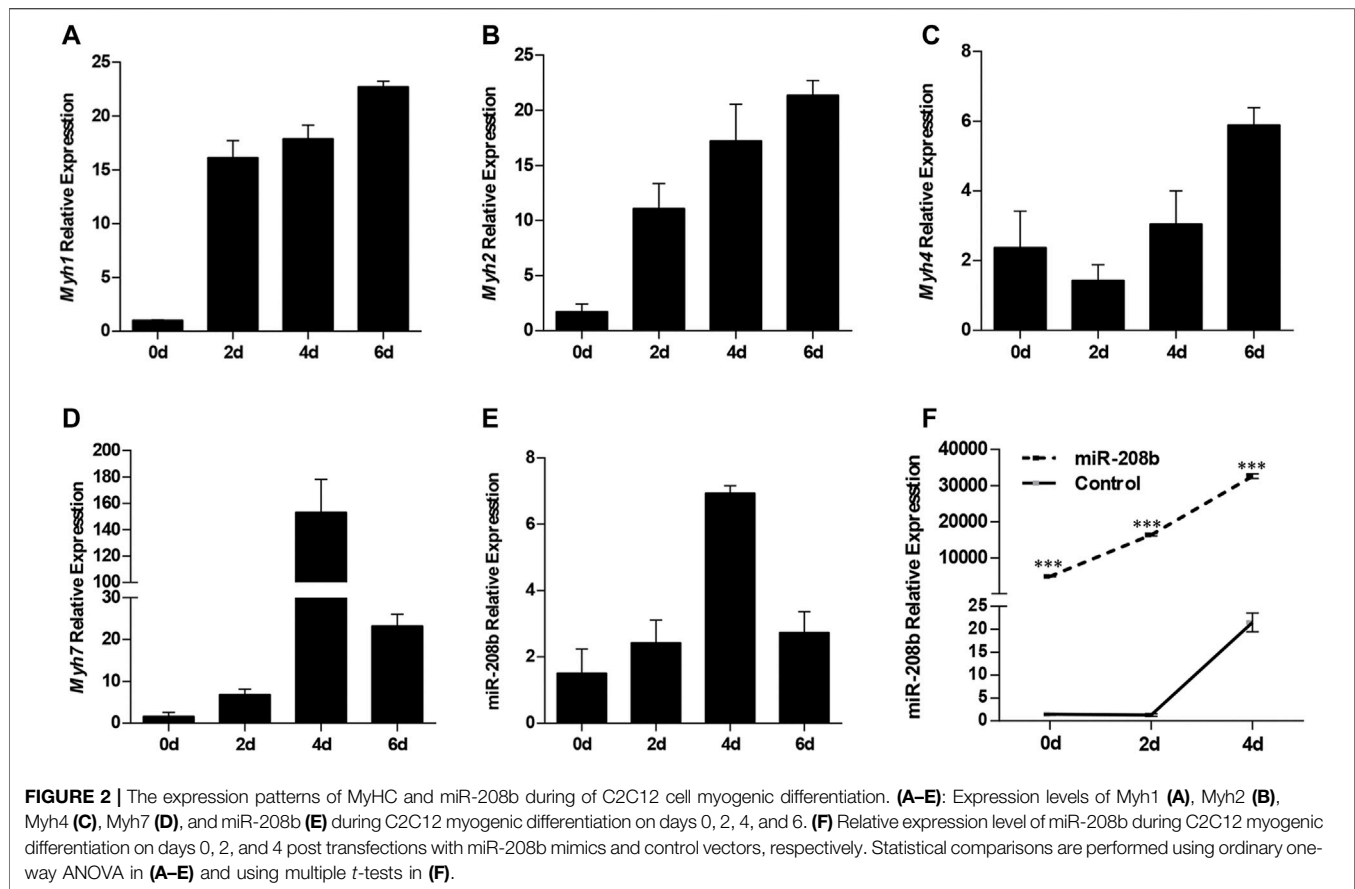 A
Myh1 Relative Expersstion
25
20
15
10
5
0
0d 2d 4d 6d
B
Myh2 Relative Expersstion
25
20
15
10
5
0
0d 2d 4d 6d
C
Myh4 Relative Expersstion
8
6
4
2
0
0d 2d 4d 6d
D
Myh7 Relative Expersstion
200
180
160
140
120
100
30
20
10
0
0d 2d 4d 6d
E
miR-208b Relative Experssion
8
6
4
2
0
0d 2d 4d 6d
F
miR-208b Relative Experssion
40000
30000
20000
10000
25
20
15
10
5
0
miR-208b
Control
***
***
***
0d 2d 4d
FIGURE 2 | The expression patterns of MyHC and miR-208b during of C2C12 cell myogenic differentiation. (A–E): Expression levels of Myh1 (A), Myh2 (B),
Myh4 (C), Myh7 (D), and miR-208b (E) during C2C12 myogenic differentiation on days 0, 2, 4, and 6. (F) Relative expression level of miR-208b during C2C12 myogenic
differentiation on days 0, 2, and 4 post transfections with miR-208b mimics and control vectors, respectively. Statistical comparisons are performed using ordinary one-
way ANOVA in (A–E) and using multiple t-tests in (F).